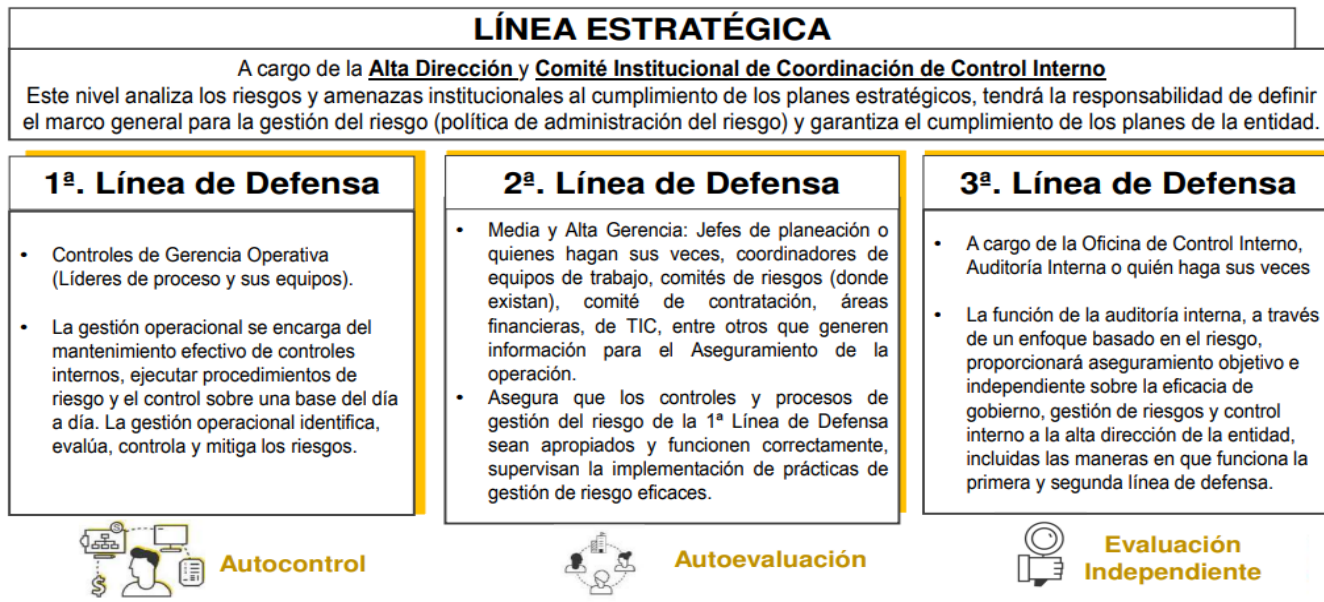 LÍNEA ESTRATÉGICA
A cargo de la Alta Dirección y Comité Institucional de Coordinación de Control Interno
Este nivel analiza los riesgos y amenazas institucionales al cumplimiento de los planes estratégicos, tendrá la responsabilidad de definir
el marco general para la gestión del riesgo (política de administración del riesgo) y garantiza el cumplimiento de los planes de la entidad.
1ª. Línea de Defensa
• Controles de Gerencia Operativa
(Líderes de proceso y sus equipos).
• La gestión operacional se encarga del
mantenimiento efectivo de controles
internos, ejecutar procedimientos de
riesgo y el control sobre una base del día
a día. La gestión operacional identifica,
evalúa, controla y mitiga los riesgos.
Autocontrol
2ª. Línea de Defensa
• Media y Alta Gerencia: Jefes de planeación o
quienes hagan sus veces, coordinadores de
equipos de trabajo, comités de riesgos (donde
existan), comité de contratación, áreas
financieras, de TIC, entre otros que generen
información para el Aseguramiento de la
operación.
• Asegura que los controles y procesos de
gestión del riesgo de la 1ª Línea de Defensa
sean apropiados y funcionen correctamente,
supervisan la implementación de prácticas de
gestión de riesgo eficaces.
Autoevaluación
3ª. Línea de Defensa
• A cargo de la Oficina de Control Interno,
Auditoría Interna o quién haga sus veces
• La función de la auditoría interna, a través
de un enfoque basado en el riesgo,
proporcionará aseguramiento objetivo e
independiente sobre la eficacia de
gobierno, gestión de riesgos y control
interno a la alta dirección de la entidad,
incluidas las maneras en que funciona la
primera y segunda línea de defensa.
Evaluación
Independiente